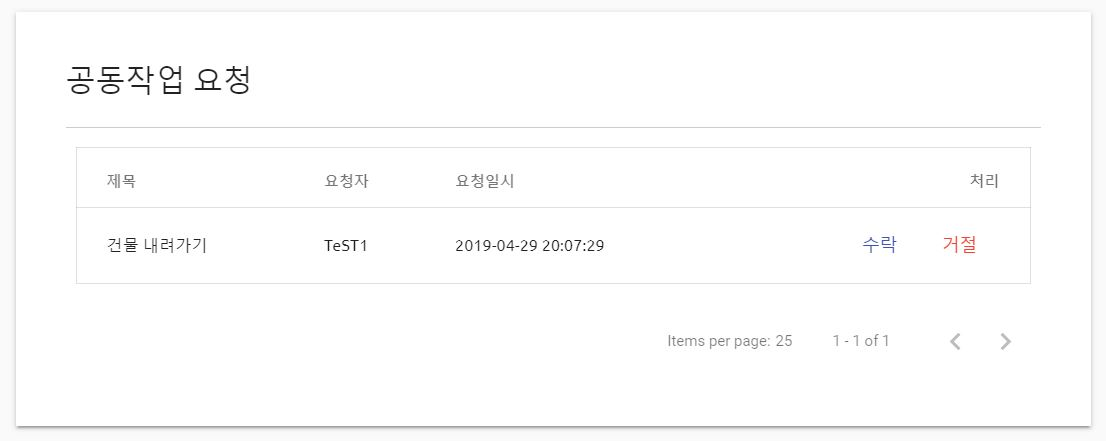 공동작업 요청
제목 요청자 요청일시 처리
건물 내려가기 TeST1 2019-04-29 20:07:29 수락 거절
Items per page: 25 1 - 1 of 1